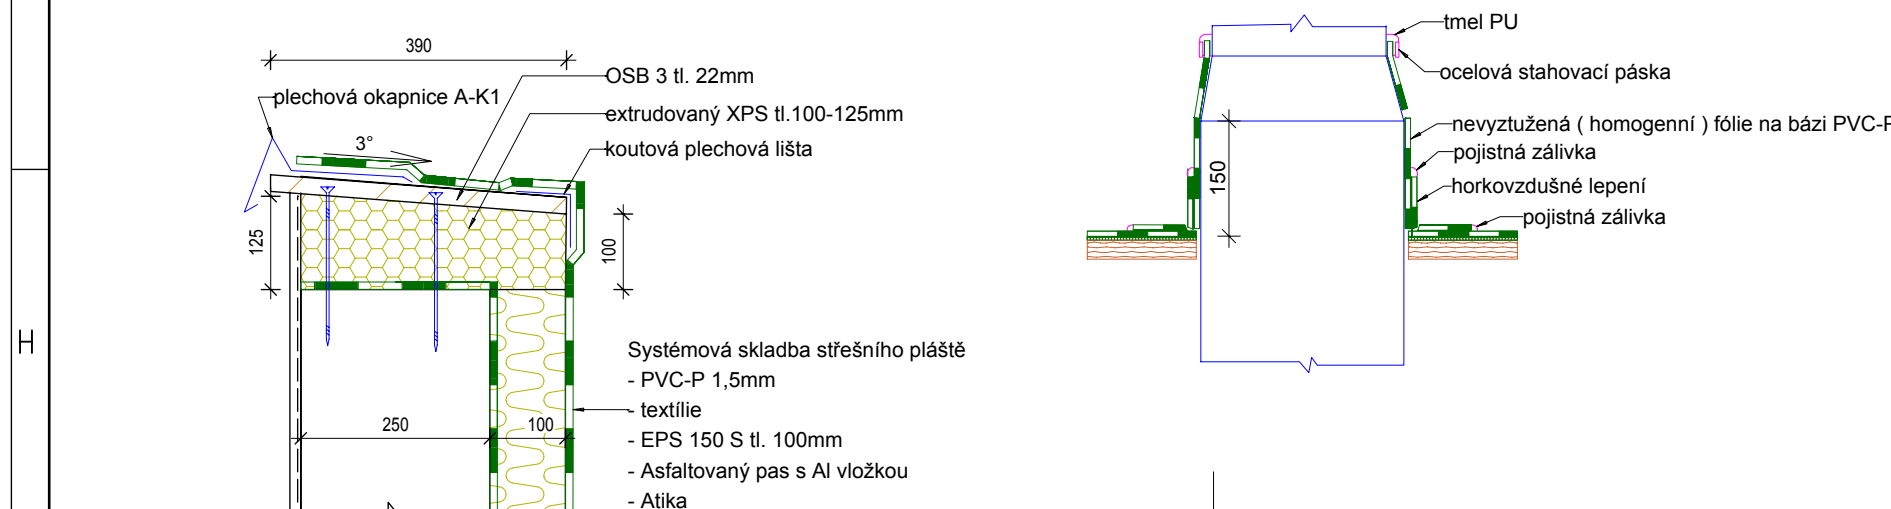 H
390
OSB 3 tl. 22mm
plechová okapnice A-K1
extrudovaný XPS tl.100-125mm
3°
koutová plechová lišta
125
100
Systémová skladba střešního pláště
- PVC-P 1,5mm
- textílie
- EPS 150 S tl. 100mm
- Asfaltovaný pas s Al vložkou
- Atika
250
100
tmel PU
ocelová stahovací páska
nevyztužená ( homogenní ) fólie na bázi PVC-P
pojistná zálivka
150
horkovzdušné lepení
pojistná zálivka